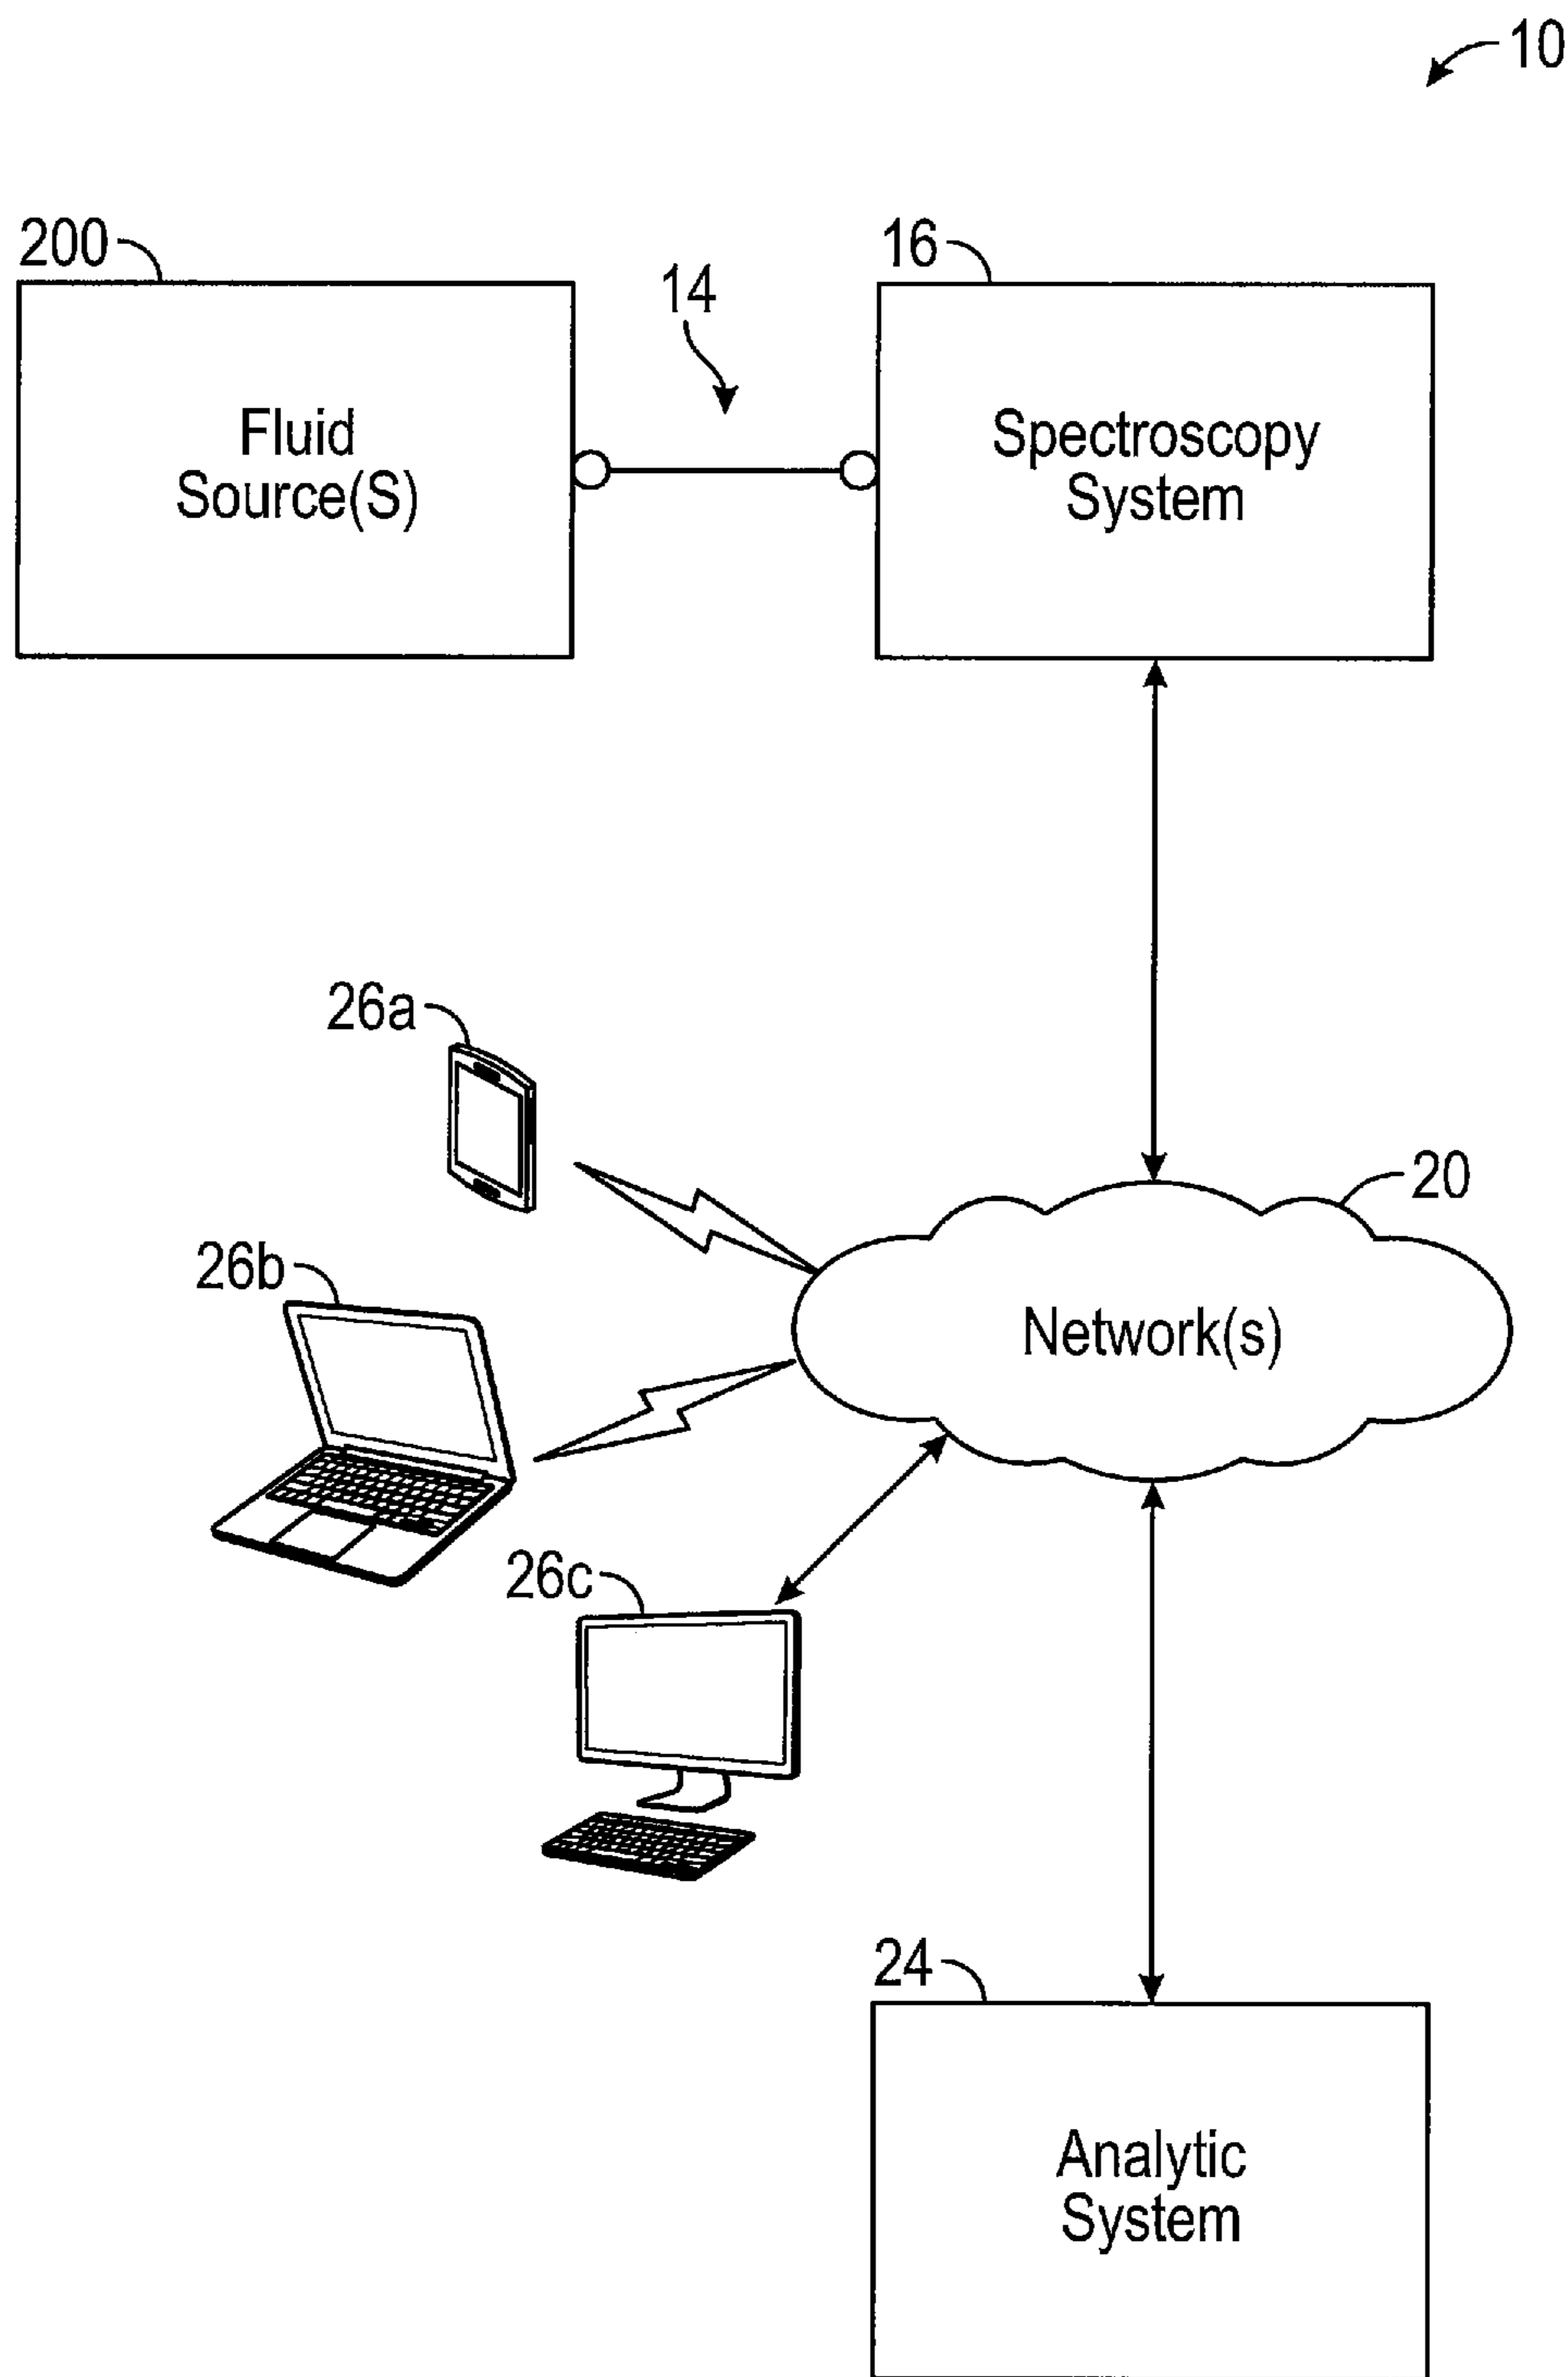 10
200
16
14
Fluid
Source(S)
Spectroscopy
System
26a
20
26b
Network(s)
26c
24
Analytic
System